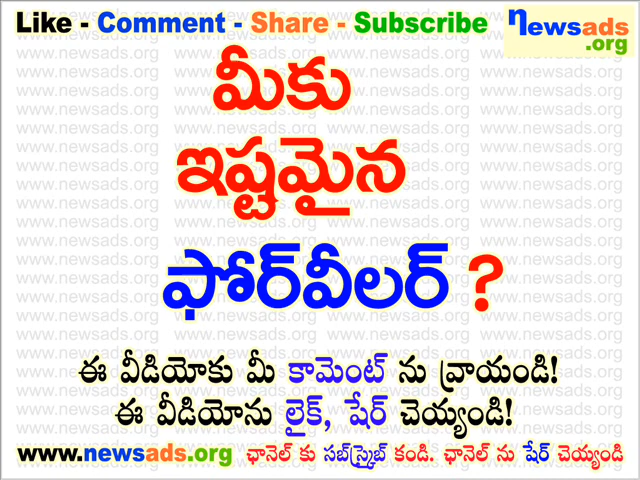 Like - Comment - Share - Subscribe
newsads
.org
మీకు
ఇష్టమైన
ఫోర్‌వీలర్ ?
ఈ వీడియోకు మీ కామెంట్ ను వ్రాయండి!
ఈ వీడియోను లైక్, షేర్ చెయ్యండి!
www.newsads.org ఛానెల్ కు సబ్‌స్క్రైబ్ కండి. ఛానెల్ ను షేర్ చెయ్యండి